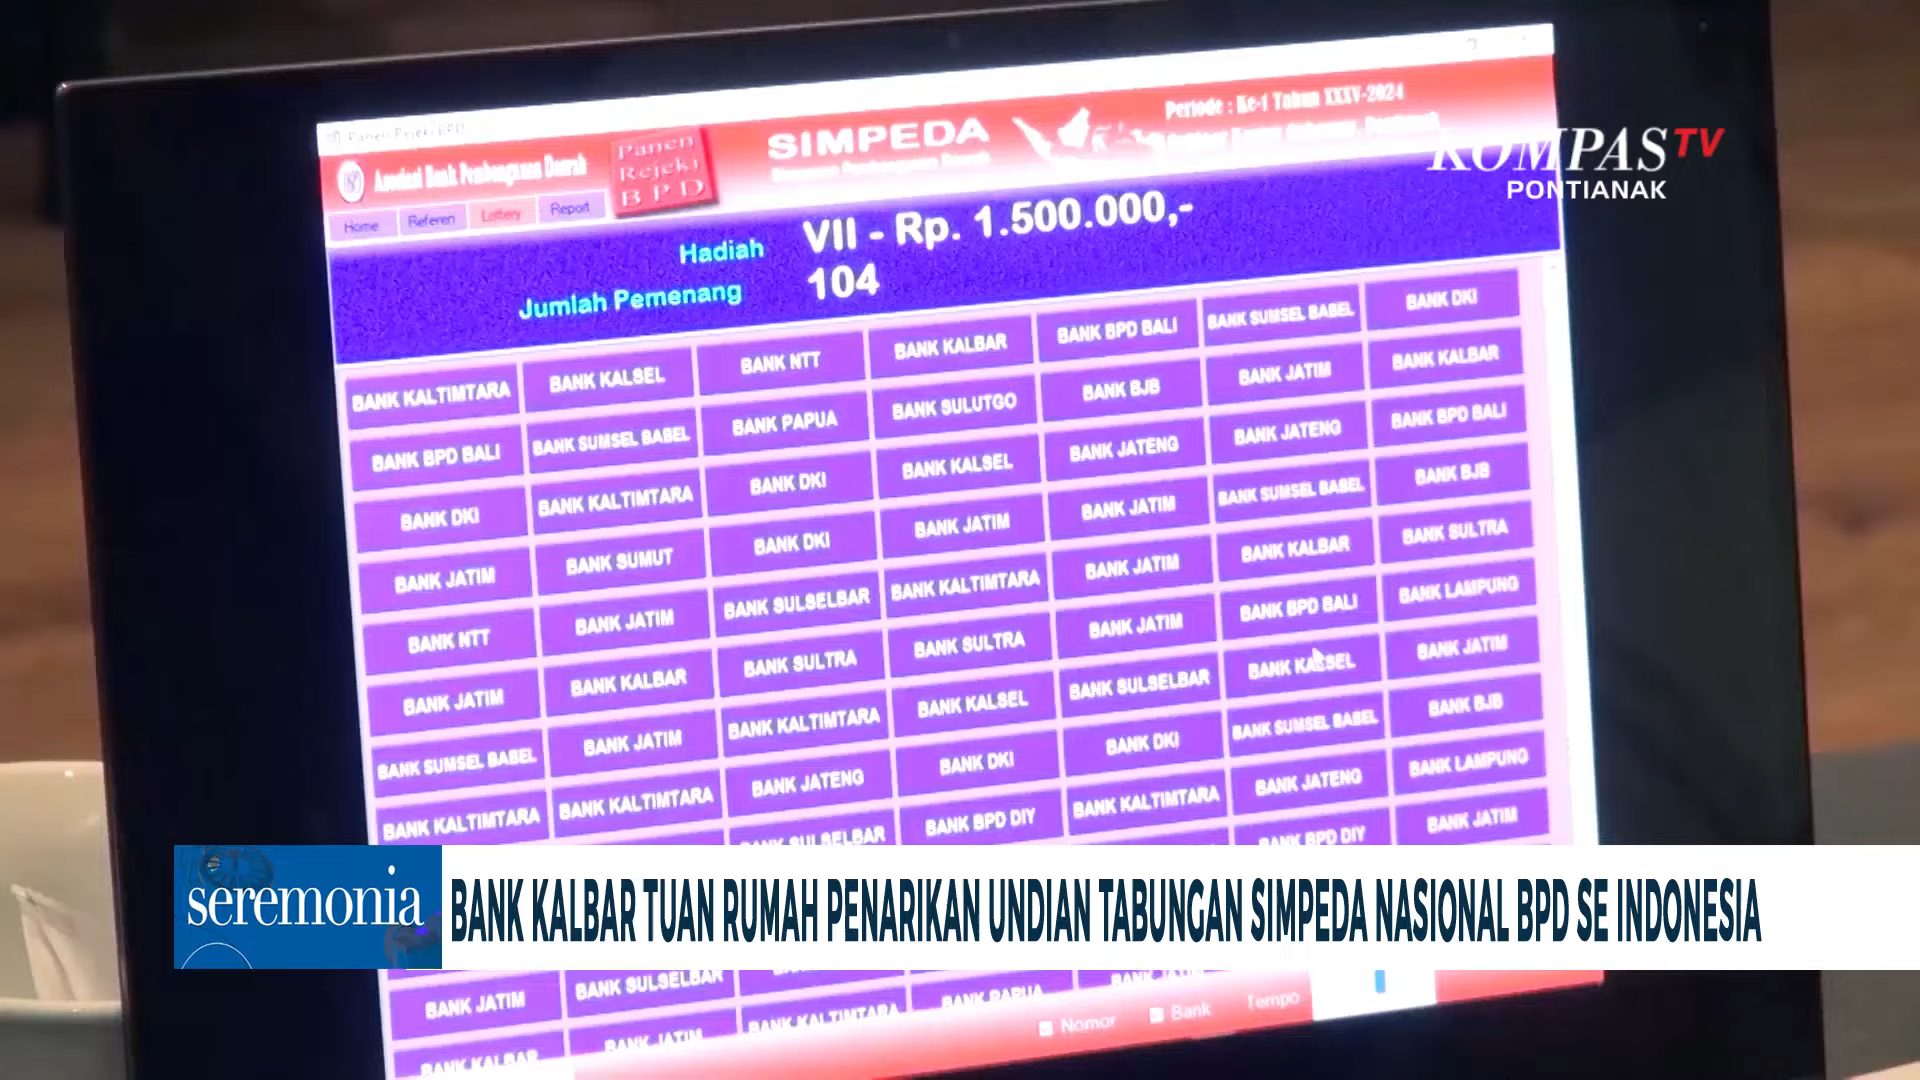 Panen Rejeki BPD
Asosiasi Bank Pembangunan Daerah
Panen
Rejeki
BPD
SIMPEDA
Periode : Ke-1 Tahun XXXV-2024
KOMPAS TV
PONTIANAK
Home Referen Lottery Report
Hadiah VII - Rp. 1.500.000,-
Jumlah Pemenang 104
BANK KALTIMTARA BANK KALSEL BANK NTT BANK KALBAR BANK BPD BALI BANK SUMSEL BABEL BANK DKI
BANK BPD BALI BANK SUMSEL BABEL BANK PAPUA BANK SULUTGO BANK BJB BANK JATIM BANK KALBAR
BANK DKI BANK KALTIMTARA BANK DKI BANK KALSEL BANK JATENG BANK JATENG BANK BPD BALI
BANK JATIM BANK SUMUT BANK DKI BANK JATIM BANK JATIM BANK SUMSEL BABEL BANK BJB
BANK NTT BANK JATIM BANK SULSELBAR BANK KALTIMTARA BANK JATIM BANK KALBAR BANK SULTRA
BANK JATIM BANK KALBAR BANK SULTRA BANK SULTRA BANK JATIM BANK BPD BALI BANK LAMPUNG
BANK SUMSEL BABEL BANK JATIM BANK KALTIMTARA BANK KALSEL BANK SULSELBAR BANK KALSEL BANK JATIM
BANK KALTIMTARA BANK KALTIMTARA BANK JATENG BANK DKI BANK DKI BANK SUMSEL BABEL BANK BJB
BANK SULSELBAR BANK BPD DIY BANK KALTIMTARA BANK JATENG BANK LAMPUNG
BANK BPD DIY BANK JATIM
seremonia
BANK KALBAR TUAN RUMAH PENARIKAN UNDIAN TABUNGAN SIMPEDA NASIONAL BPD SE INDONESIA
BANK JATIM BANK SULSELBAR
BANK KALBAR BANK JATIM BANK KALTIMTARA BANK PAPUA BANK JATIM
Nomor Bank Tempo